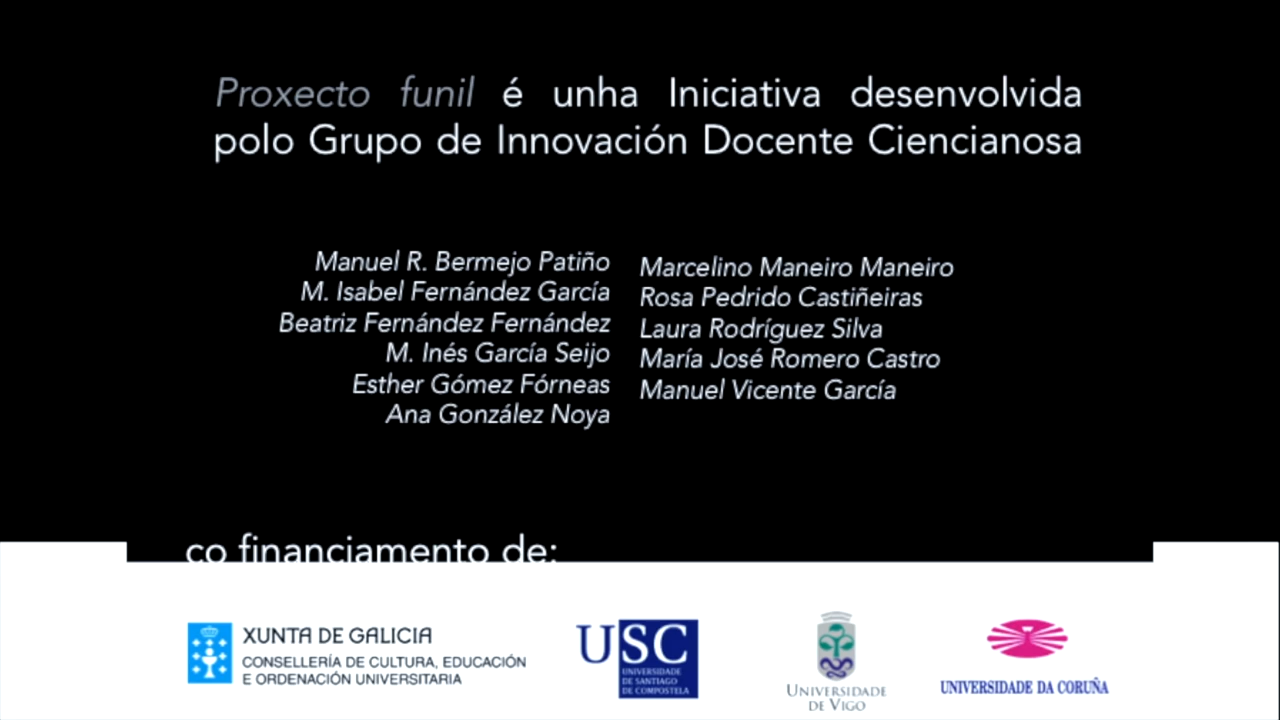 Proxecto funil é unha Iniciativa desenvolvida
polo Grupo de Innovación Docente Ciencianosa
Manuel R. Bermejo Patiño
M. Isabel Fernández García
Beatriz Fernández Fernández
M. Inés García Seijo
Esther Gómez Fórneas
Ana González Noya
Marcelino Maneiro Maneiro
Rosa Pedrido Castiñeiras
Laura Rodríguez Silva
María José Romero Castro
Manuel Vicente García
co financiamento de:
XUNTA DE GALICIA
CONSELLERÍA DE CULTURA, EDUCACIÓN
E ORDENACIÓN UNIVERSITARIA
USC
UNIVERSIDADE
DE SANTIAGO
DE COMPOSTELA
UNIVERSIDADE
DE VIGO
UNIVERSIDADE DA CORUÑA